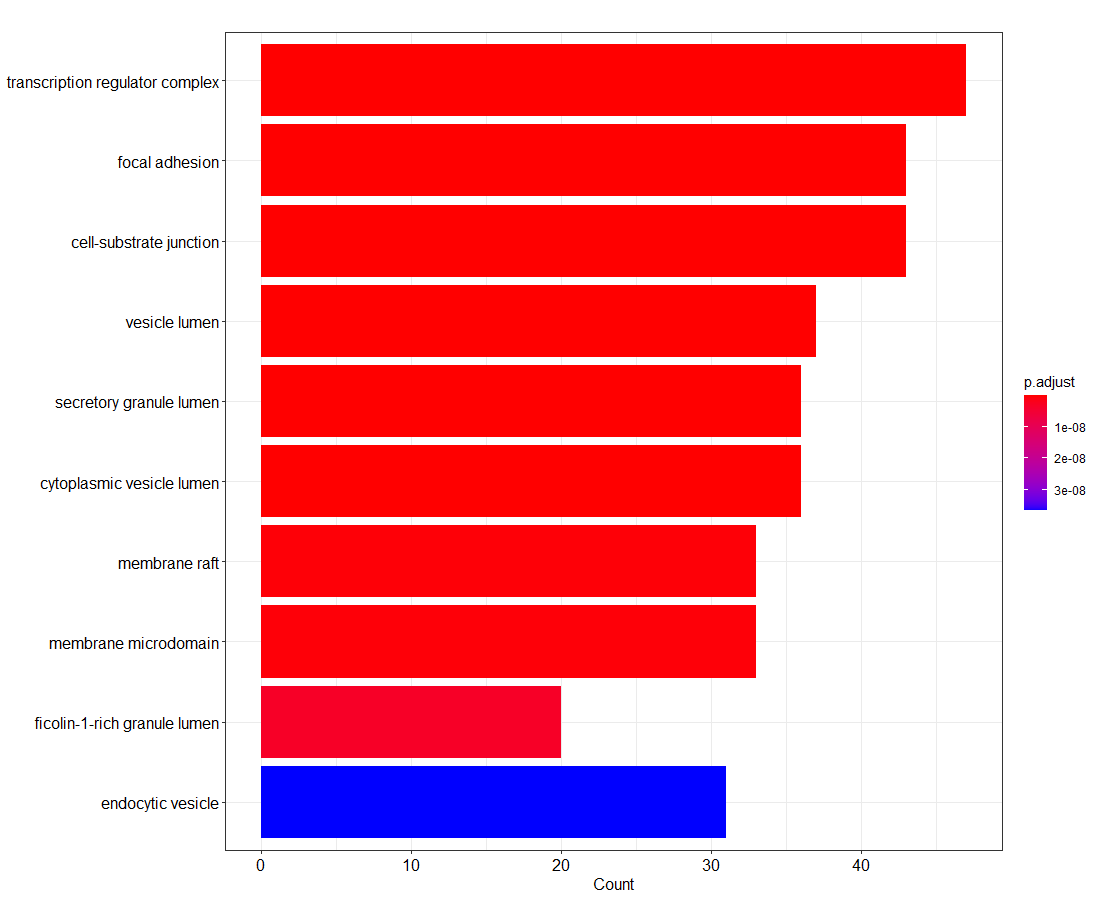 transcription regulator complex
focal adhesion
cell-substrate junction
vesicle lumen
secretory granule lumen
cytoplasmic vesicle lumen
membrane raft
membrane microdomain
ficolin-1-rich granule lumen
endocytic vesicle
0 10 20 30 40
Count
p.adjust
1e-08
2e-08
3e-08